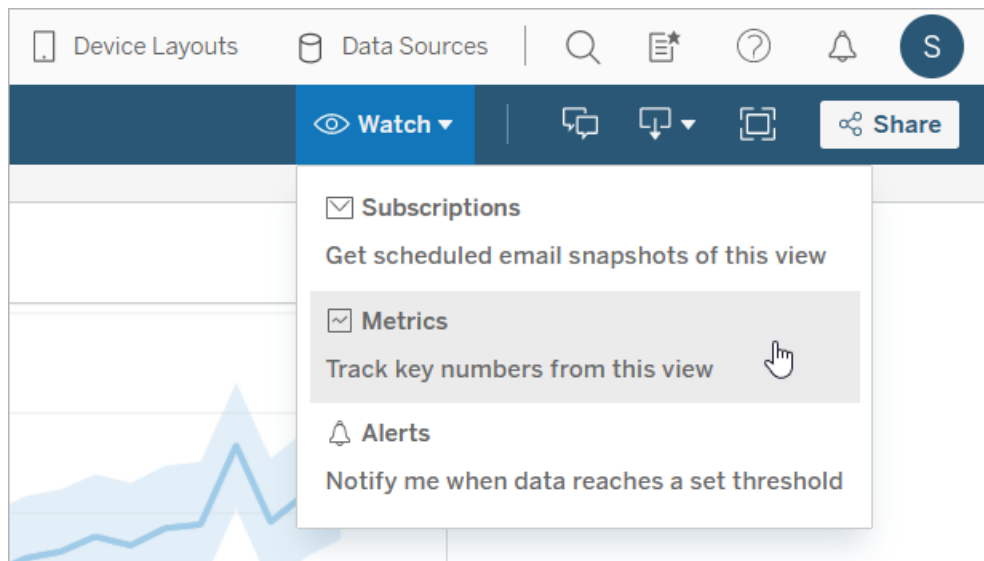 Device Layouts
Data Sources
S
Watch
Share
Subscriptions
Get scheduled email snapshots of this view
Metrics
Track key numbers from this view
Alerts
Notify me when data reaches a set threshold